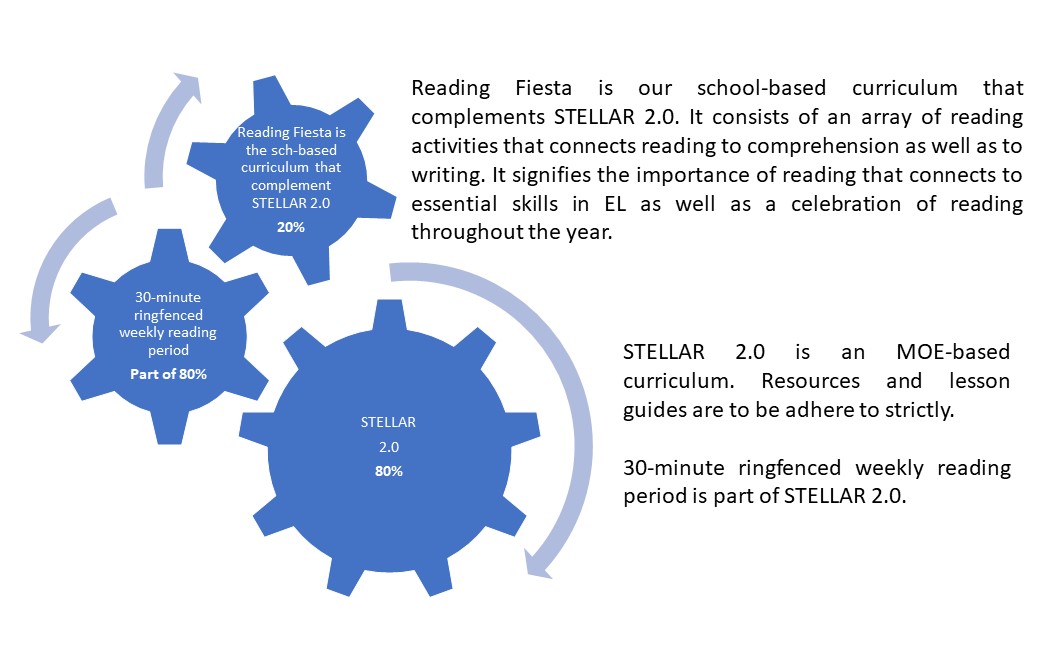 Reading Fiesta is
the sch-based
curriculum that
complement
STELLAR 2.0
20%
Reading Fiesta is our school-based curriculum that
complements STELLAR 2.0. It consists of an array of reading
activities that connects reading to comprehension as well as to
writing. It signifies the importance of reading that connects to
essential skills in EL as well as a celebration of reading
throughout the year.
30-minute
ringfenced
weekly reading
period
Part of 80%
STELLAR
2.0
80%
STELLAR 2.0 is an MOE-based
curriculum. Resources and lesson
guides are to be adhere to strictly.
30-minute ringfenced weekly reading
period is part of STELLAR 2.0.